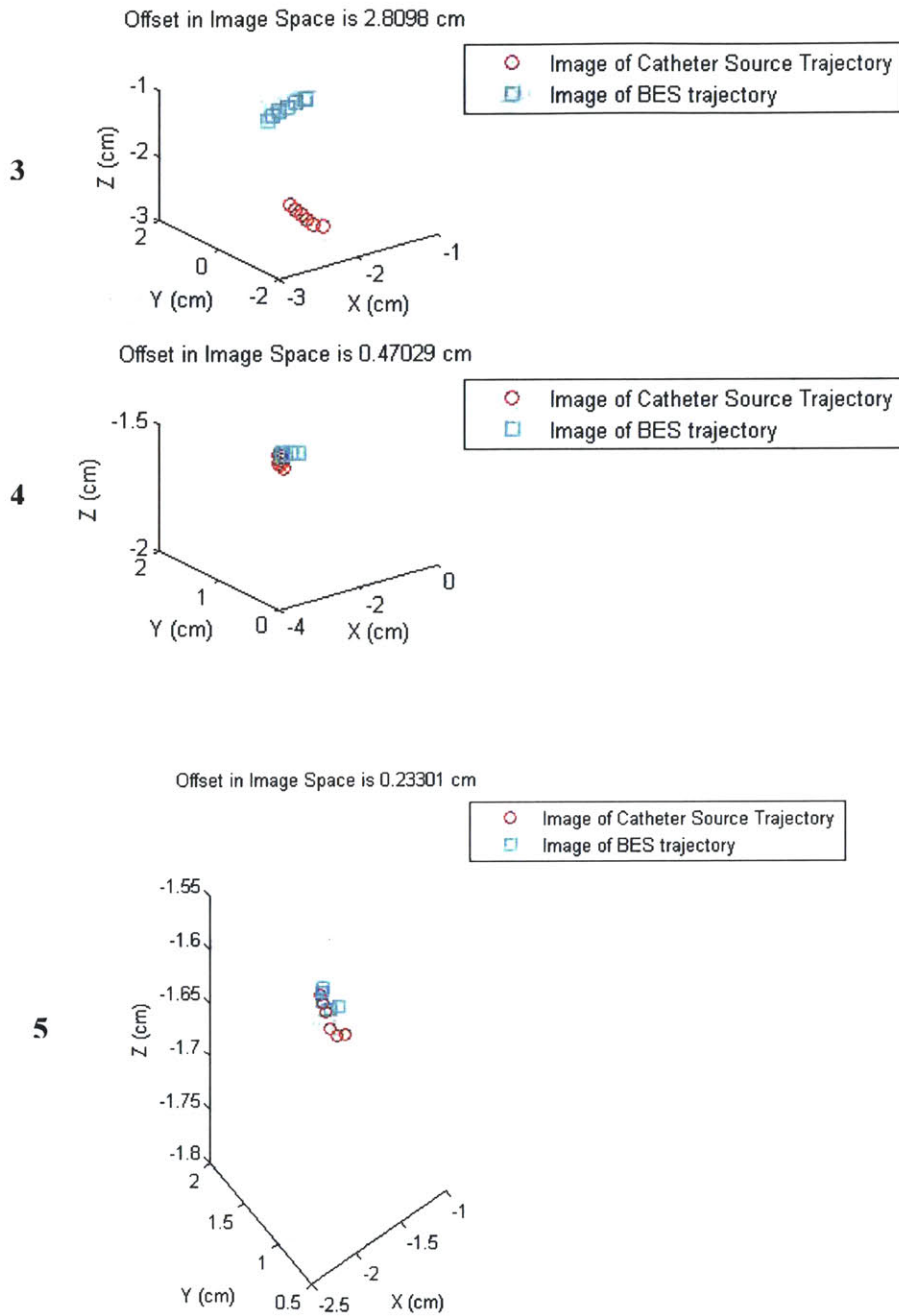 Offset in Image Space is 2.8098 cm
Image of Catheter Source Trajectory
Image of BES trajectory
3
Z (cm)
-1
-2
-3
2
0
-2
Y (cm)
-3
-2
-1
X (cm)
Offset in Image Space is 0.47029 cm
Image of Catheter Source Trajectory
Image of BES trajectory
4
Z (cm)
-1.5
-2
2
1
0
Y (cm)
-4
-2
0
X (cm)
Offset in Image Space is 0.23301 cm
Image of Catheter Source Trajectory
Image of BES trajectory
5
Z (cm)
-1.55
-1.6
-1.65
-1.7
-1.75
-1.8
2
1.5
1
0.5
Y (cm)
-2.5
-2
-1.5
-1
X (cm)